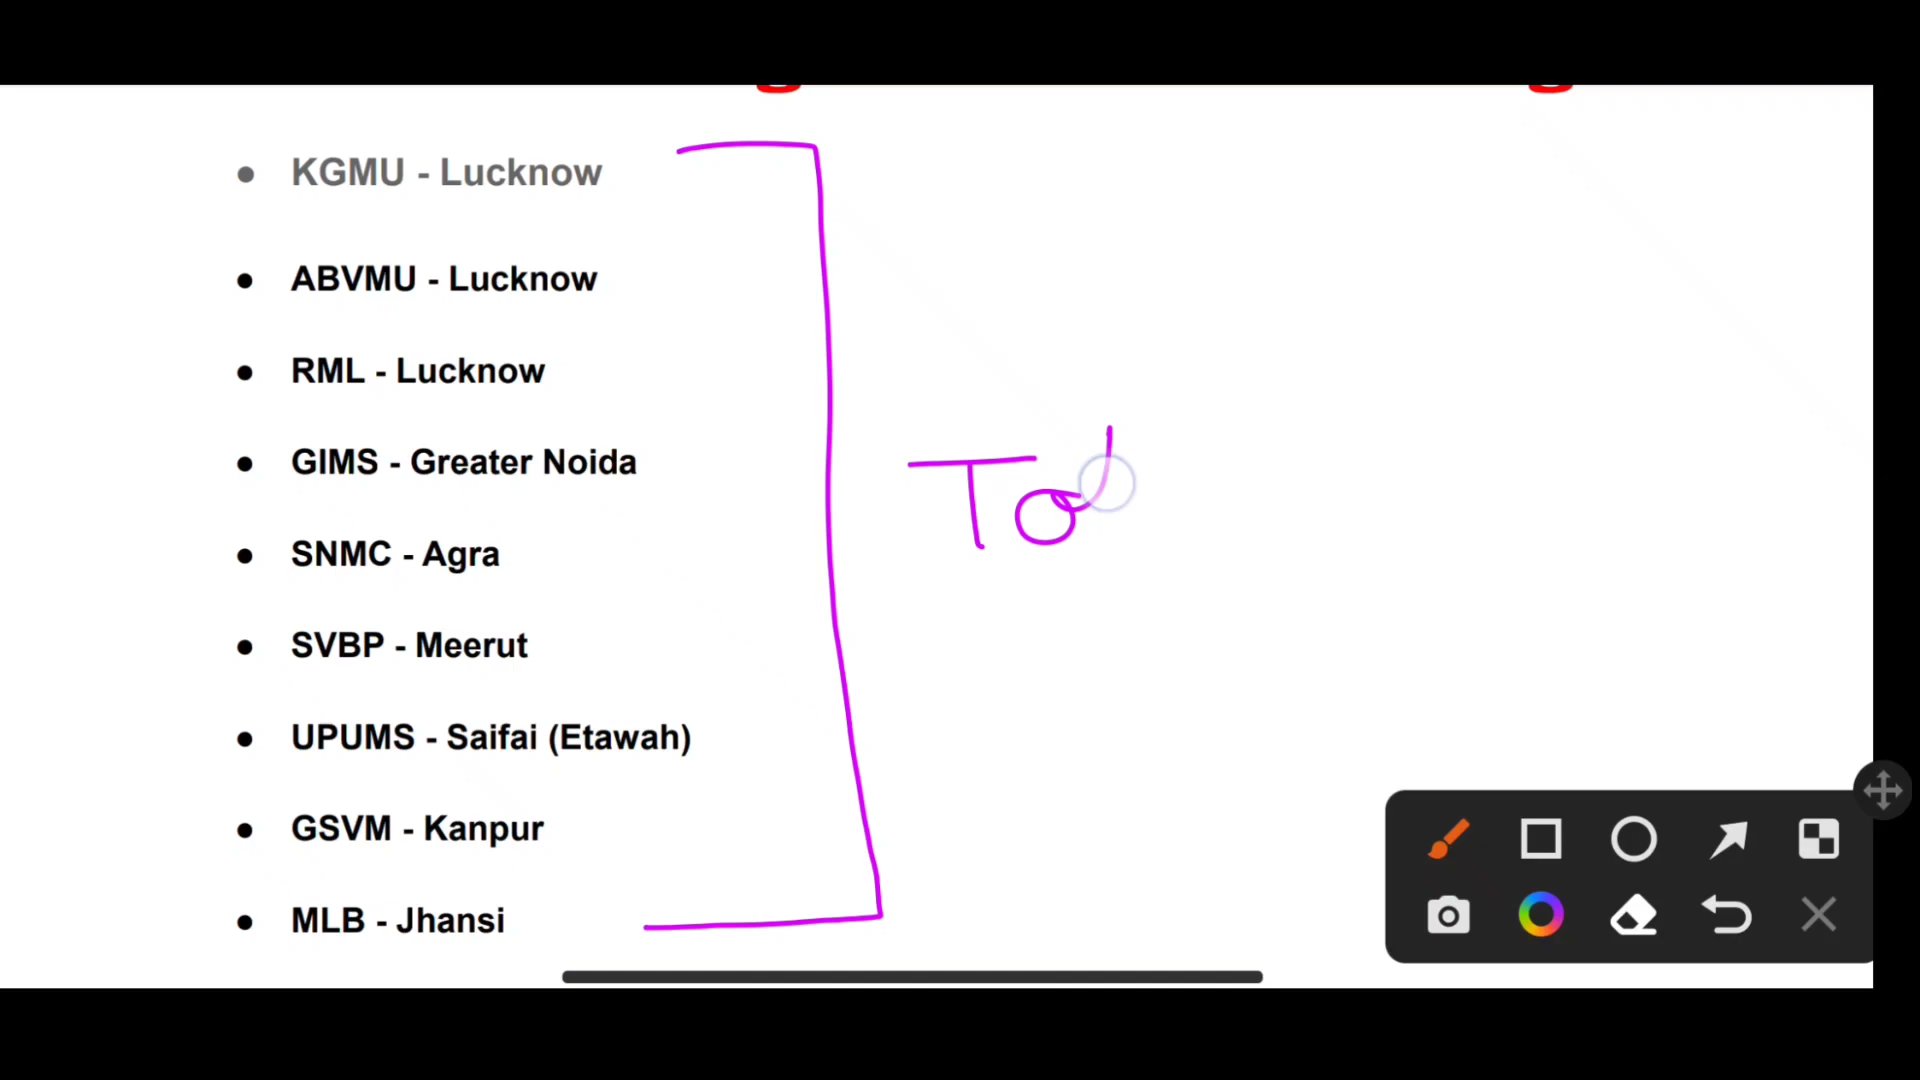 KGMU - Lucknow
ABVMU - Lucknow
RML - Lucknow
GIMS - Greater Noida
To
SNMC - Agra
SVBP - Meerut
UPUMS - Saifai (Etawah)
GSVM - Kanpur
MLB - Jhansi